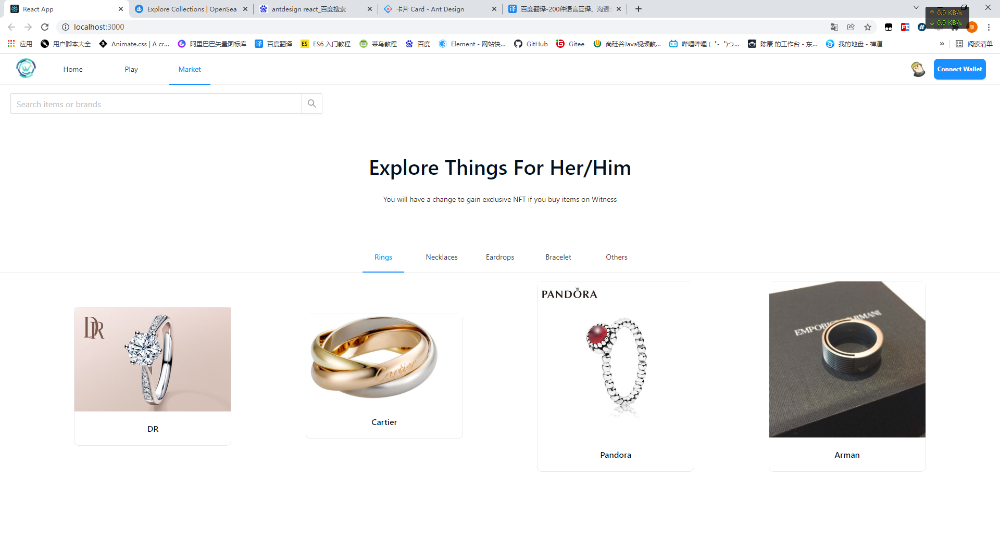 React App
Explore Collections | OpenSea
antdesign react_百度搜索
卡片 Card - Ant Design
百度翻译-200种语言互译、沟通
↑ 0.0 KB/s
↓ 0.0 KB/s
localhost:3000
康
应用
用户脚本大全
Animate.css | A cr...
阿里巴巴矢量图标库
译 百度翻译
ES ES6 入门教程
菜鸟教程
百度
Element - 网站快...
GitHub
Gitee
尚硅谷Java视频教...
哔哩哔哩 ( ゜- ゜)つ...
陈康 的工作台 - 东...
我的地盘 - 禅道
»
阅读清单
Home
Play
Market
Connect Wallet
Search items or brands
Explore Things For Her/Him
You will have a change to gain exclusive NFT if you buy items on Witness
Rings
Necklaces
Eardrops
Bracelet
Others
DR
DR
Cartier
Cartier
PANDORA
Pandora
EMPORIO ARMANI
Arman